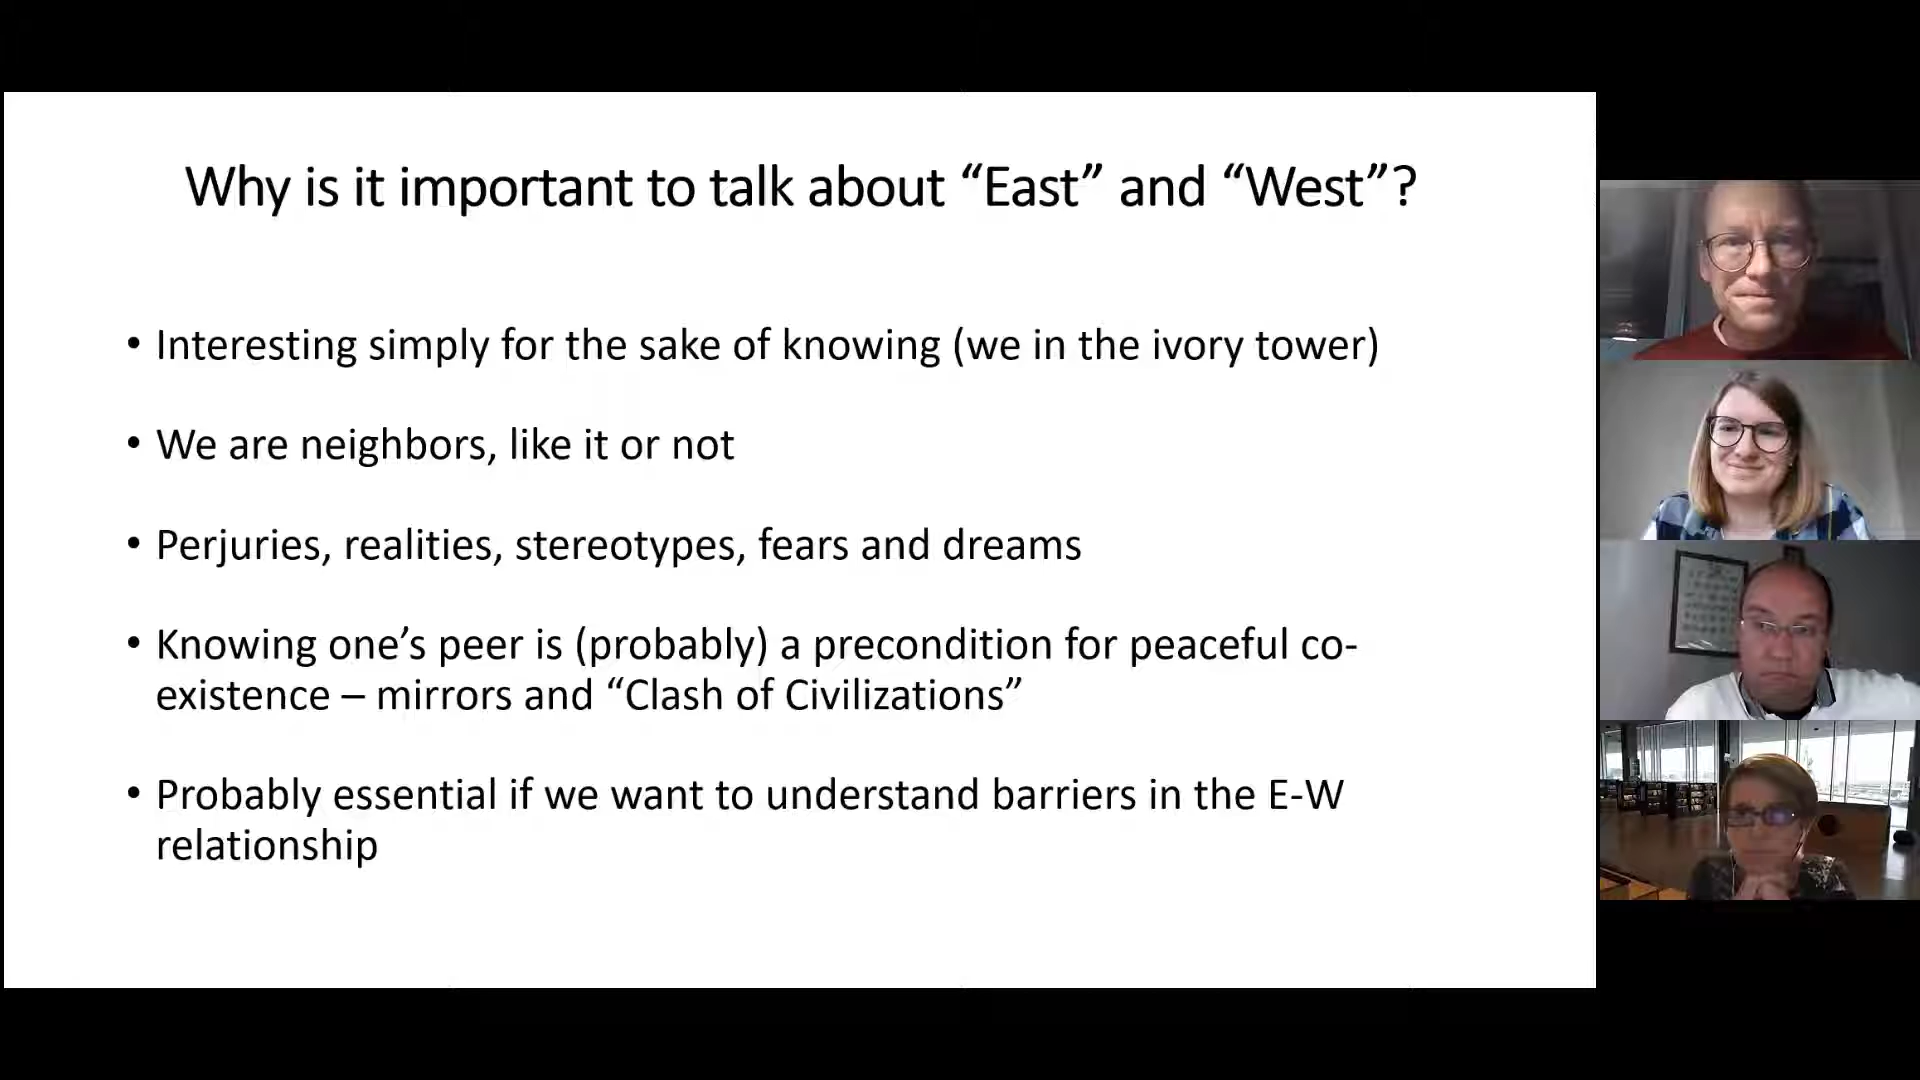 Why is it important to talk about “East” and “West”?
• Interesting simply for the sake of knowing (we in the ivory tower)
• We are neighbors, like it or not
• Perjuries, realities, stereotypes, fears and dreams
• Knowing one’s peer is (probably) a precondition for peaceful co-
existence – mirrors and “Clash of Civilizations”
• Probably essential if we want to understand barriers in the E-W
relationship